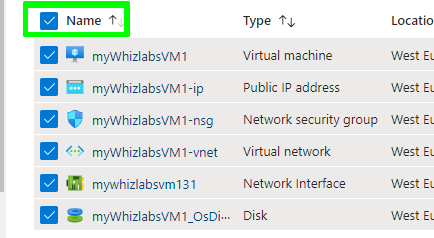 Name ↑↓ Type ↑↓ Locatio
myWhizlabsVM1 Virtual machine West Eu
myWhizlabsVM1-ip Public IP address West Eu
myWhizlabsVM1-nsg Network security group West Eu
myWhizlabsVM1-vnet Virtual network West Eu
mywhizlabsvm131 Network Interface West Eu
myWhizlabsVM1_OsDi... Disk West Eu